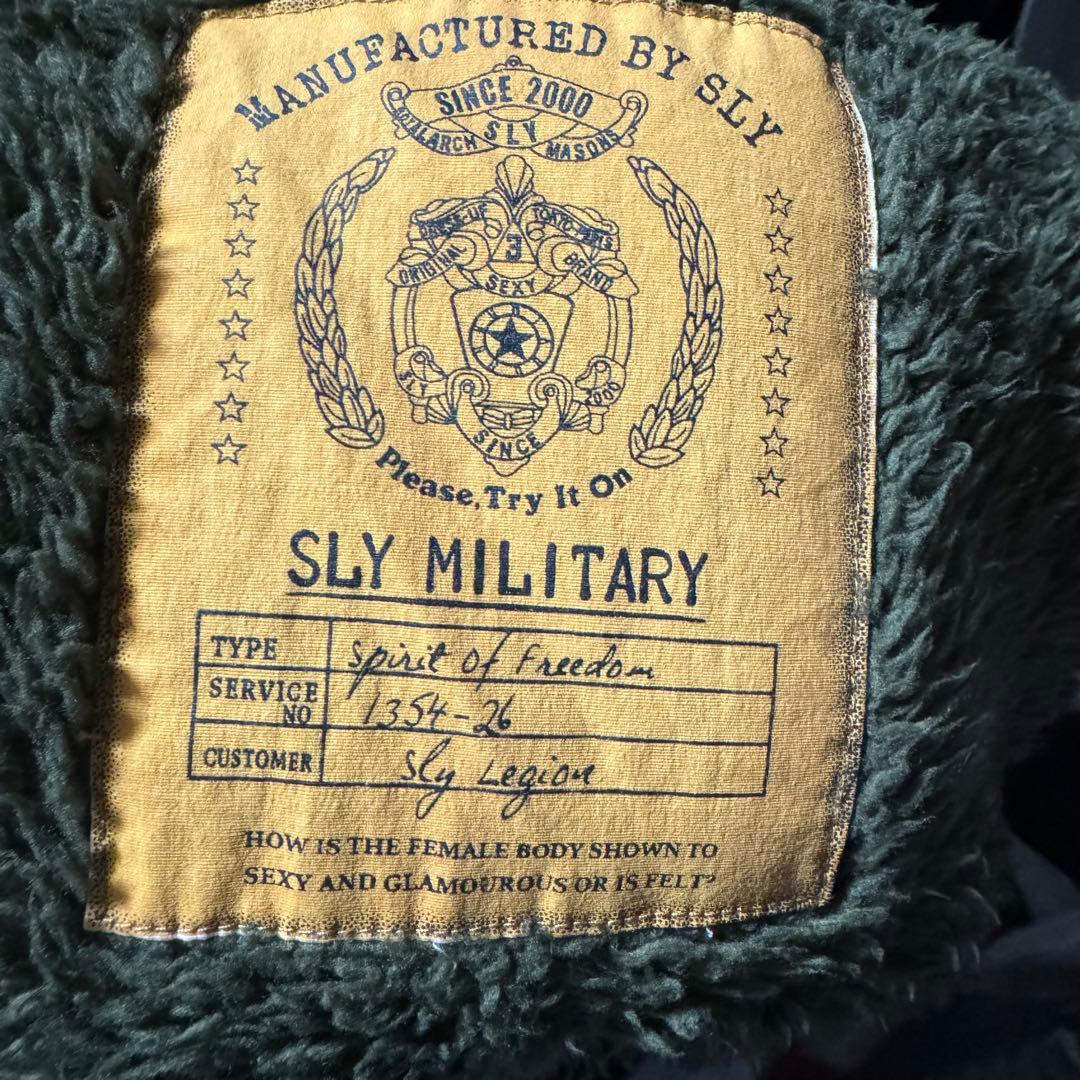 MANUFACTURED BY SLY
SINCE 2000
SLY
MASONS
TOKYO
ORIGINAL
BRAND
SEXY
SLY
2000
SINCE
Please, Try It On
SLY MILITARY
TYPE Spirit of Freedom
SERVICE NO 1354-26
CUSTOMER Sly Legion
HOW IS THE FEMALE BODY SHOWN TO
SEXY AND GLAMOUROUS OR IS FELT?